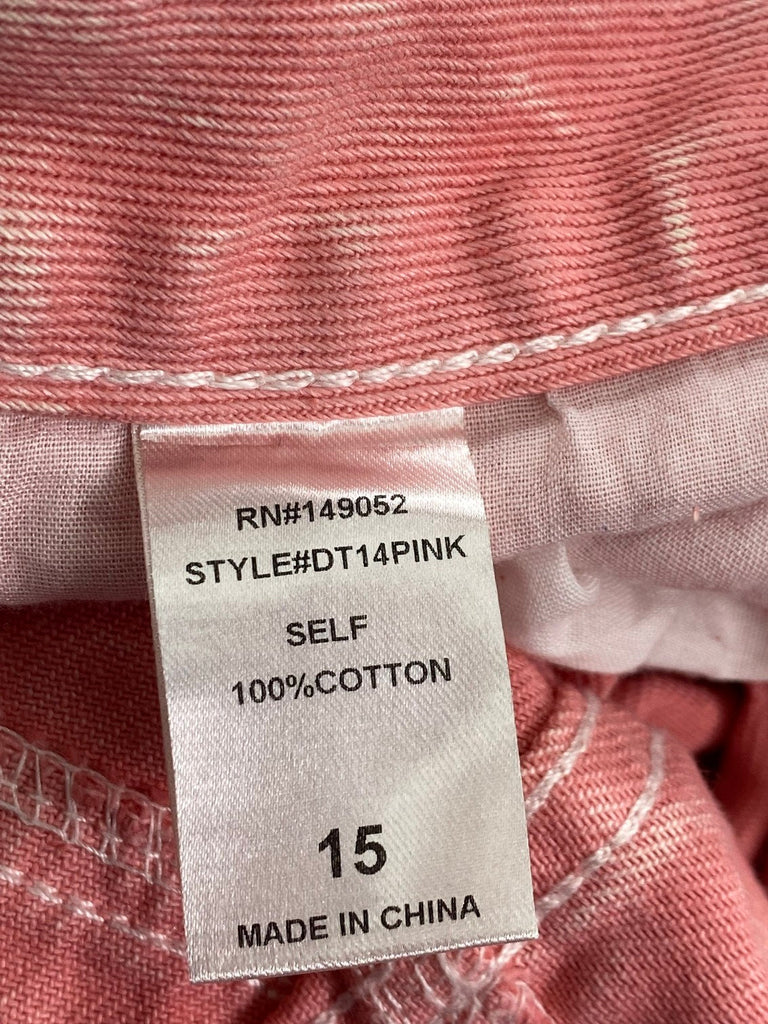 RN#149052
STYLE#DT14PINK
SELF
100%COTTON
15
MADE IN CHINA